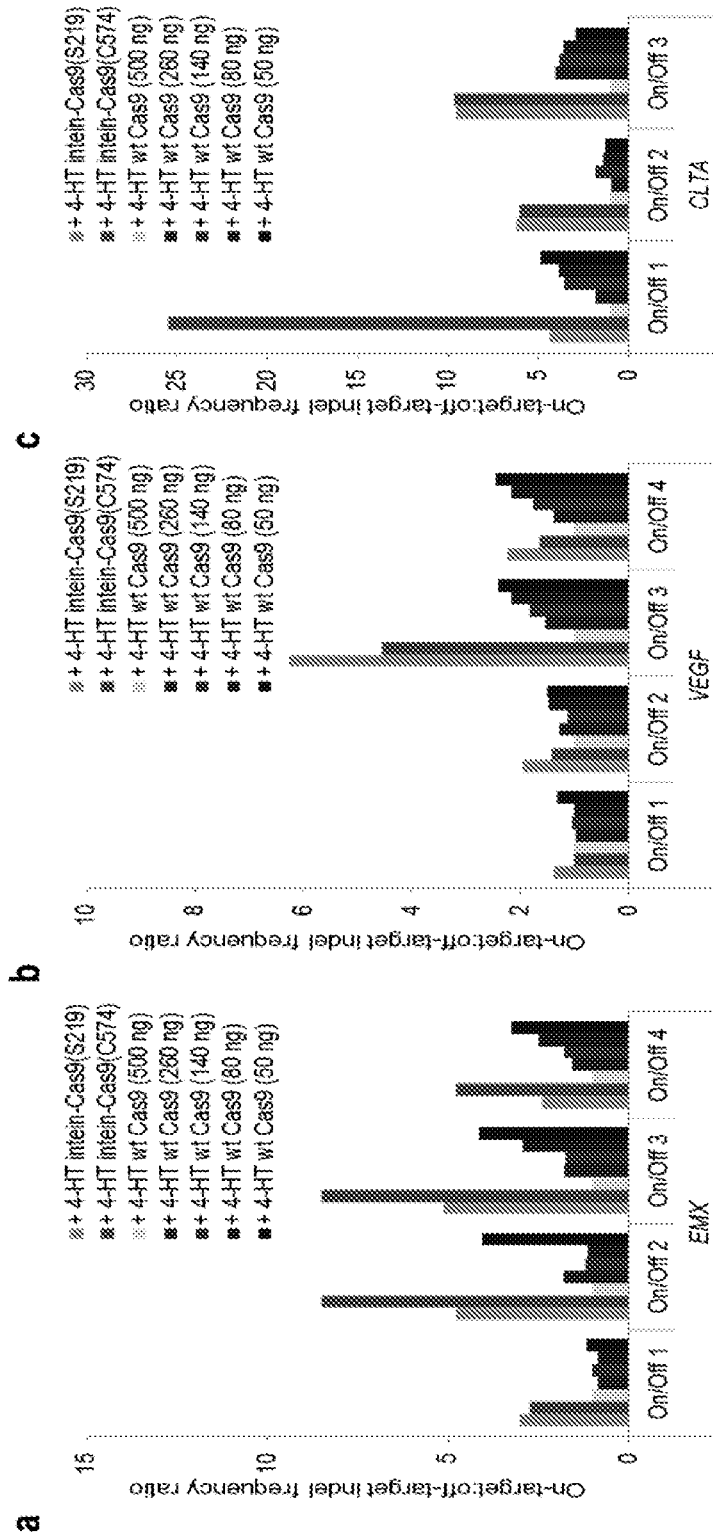 a
On-target:off-target indel frequency ratio
15
10
5
0
+ 4-HT intein-Cas9(S219)
+ 4-HT intein-Cas9(C574)
+ 4-HT wt Cas9 (500 ng)
+ 4-HT wt Cas9 (260 ng)
+ 4-HT wt Cas9 (140 ng)
+ 4-HT wt Cas9 (80 ng)
+ 4-HT wt Cas9 (50 ng)
On/Off 1
On/Off 2
On/Off 3
On/Off 4
EMX
b
On-target:off-target indel frequency ratio
10
8
6
4
2
0
+ 4-HT intein-Cas9(S219)
+ 4-HT intein-Cas9(C574)
+ 4-HT wt Cas9 (500 ng)
+ 4-HT wt Cas9 (260 ng)
+ 4-HT wt Cas9 (140 ng)
+ 4-HT wt Cas9 (80 ng)
+ 4-HT wt Cas9 (50 ng)
On/Off 1
On/Off 2
On/Off 3
On/Off 4
VEGF
c
On-target:off-target indel frequency ratio
30
25
20
15
10
5
0
+ 4-HT intein-Cas9(S219)
+ 4-HT intein-Cas9(C574)
+ 4-HT wt Cas9 (500 ng)
+ 4-HT wt Cas9 (260 ng)
+ 4-HT wt Cas9 (140 ng)
+ 4-HT wt Cas9 (80 ng)
+ 4-HT wt Cas9 (50 ng)
On/Off 1
On/Off 2
On/Off 3
CLTA